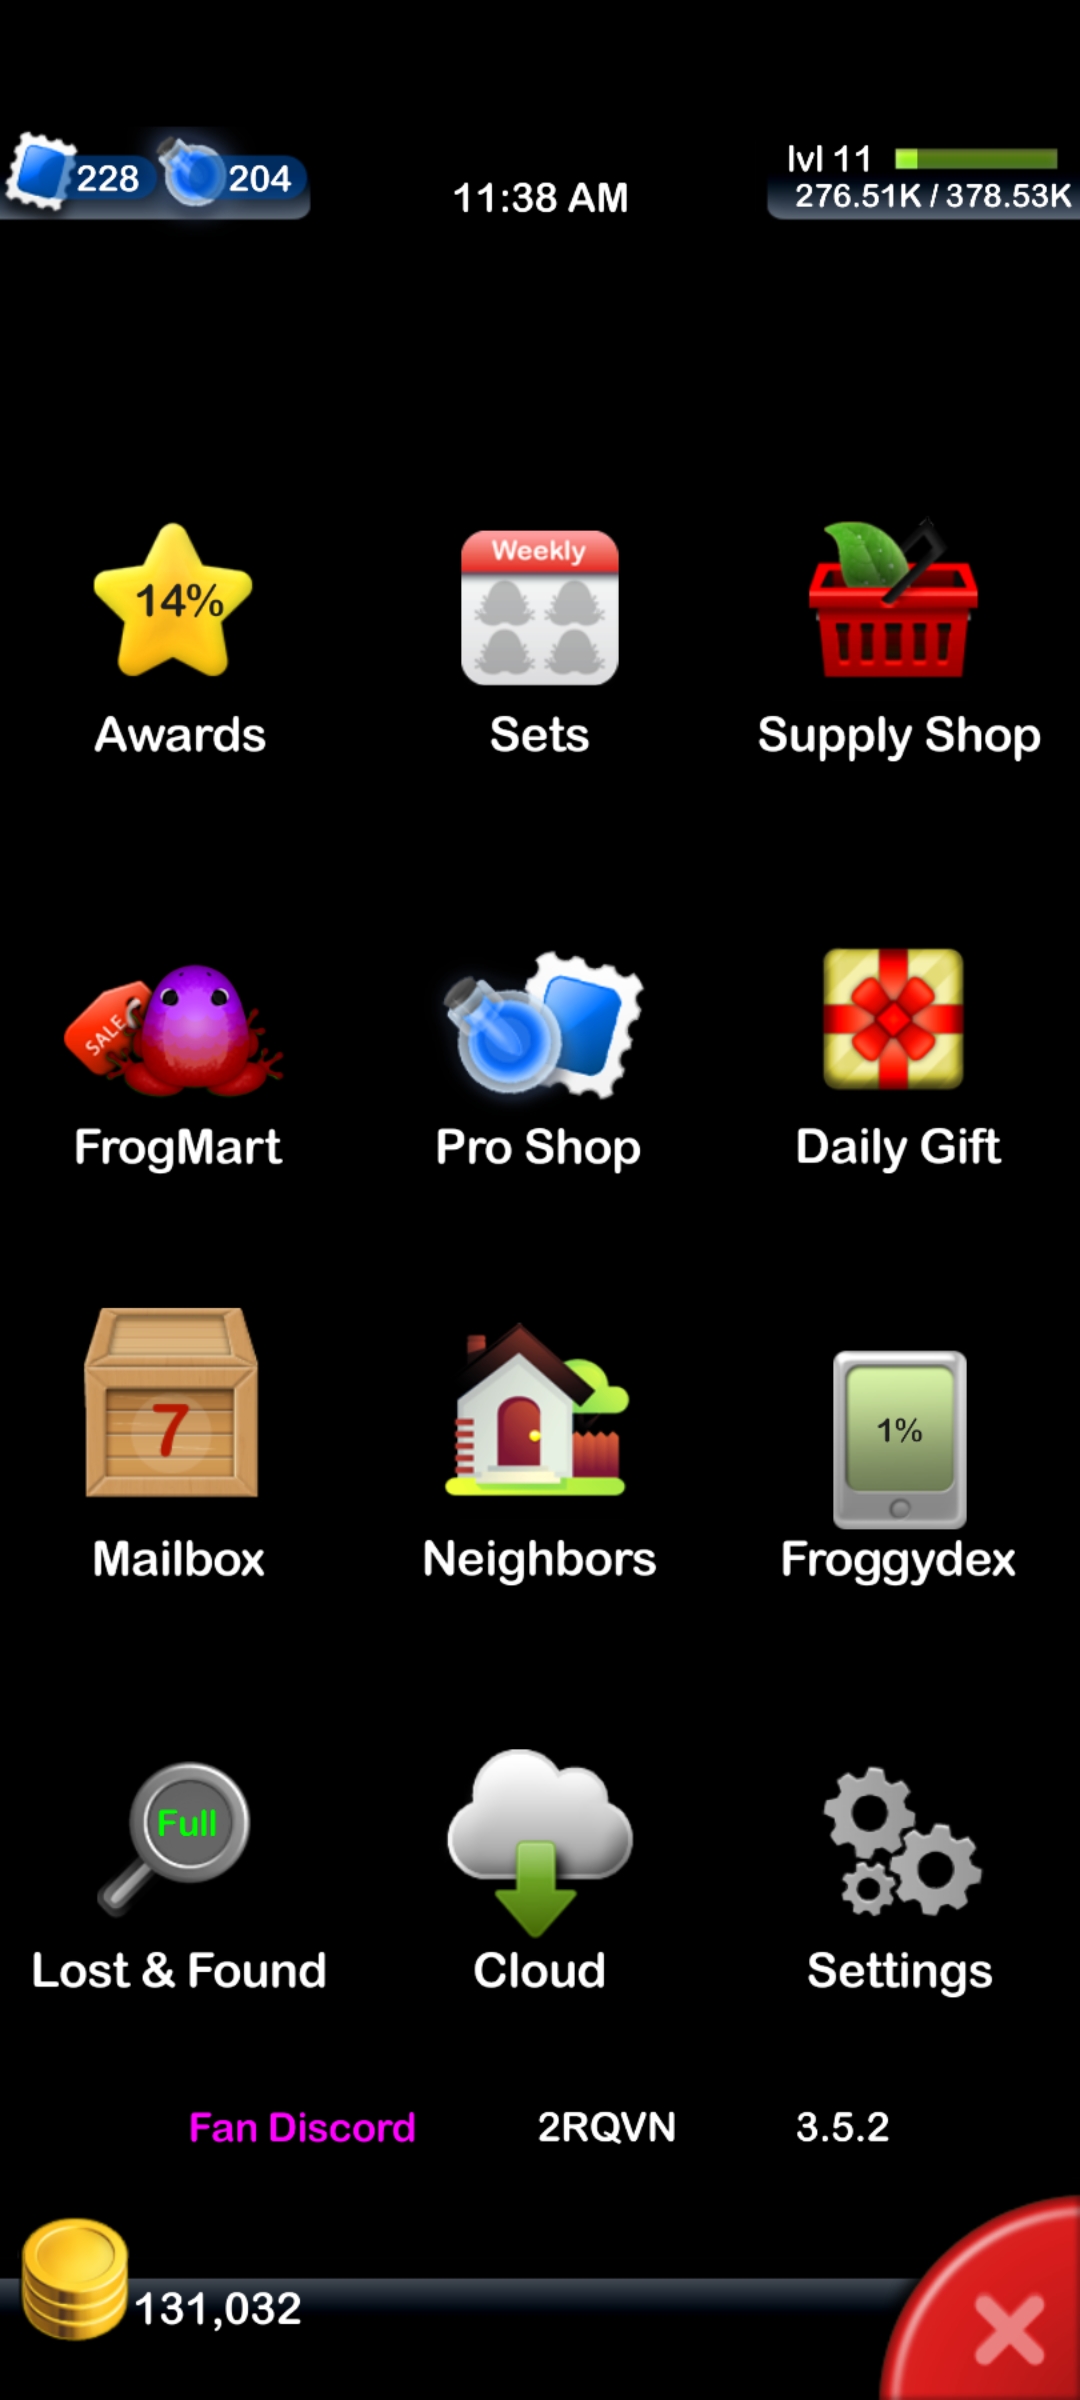 228 204
11:38 AM
lvl 11
276.51K / 378.53K
14%
Weekly
Awards
Sets
Supply Shop
SALE
FrogMart
Pro Shop
Daily Gift
7
1%
Mailbox
Neighbors
Froggydex
Full
Lost & Found
Cloud
Settings
Fan Discord 2RQVN 3.5.2
131,032